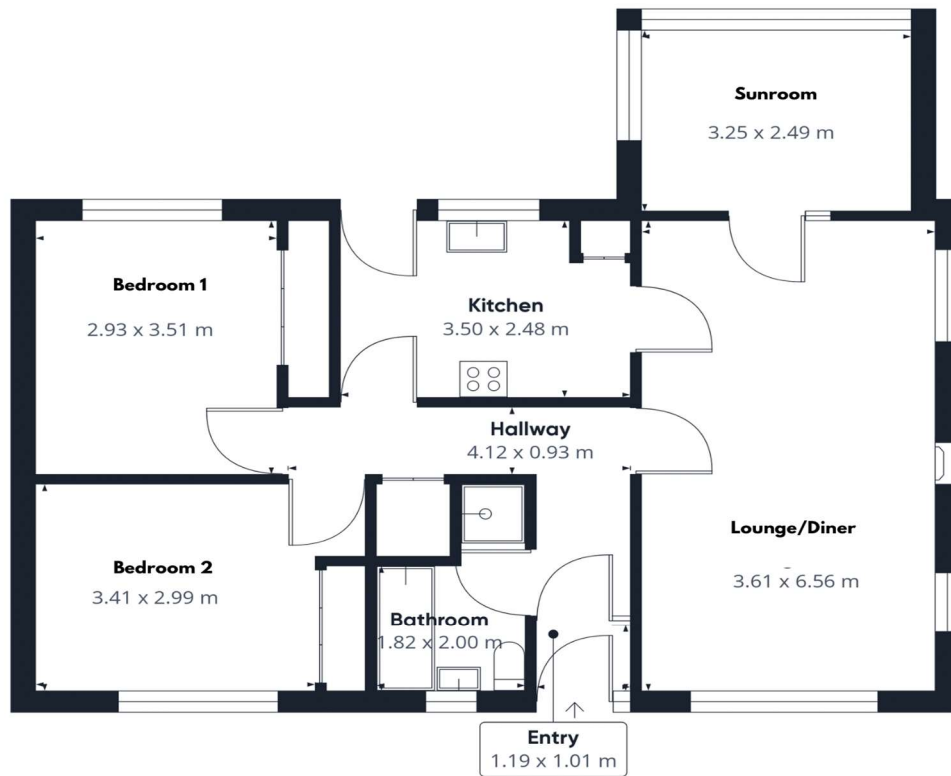 Sunroom
3.25 x 2.49 m
Bedroom 1
2.93 x 3.51 m
Kitchen
3.50 x 2.48 m
Hallway
4.12 x 0.93 m
Lounge/Diner
3.61 x 6.56 m
Bedroom 2
3.41 x 2.99 m
Bathroom
1.82 x 2.00 m
Entry
1.19 x 1.01 m